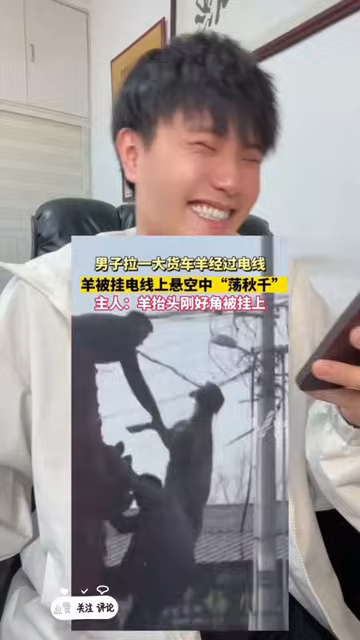 男子拉一大货车羊经过电线
羊被挂电线上悬空中“荡秋千”
主人：羊抬头刚好角被挂上
关注 评论